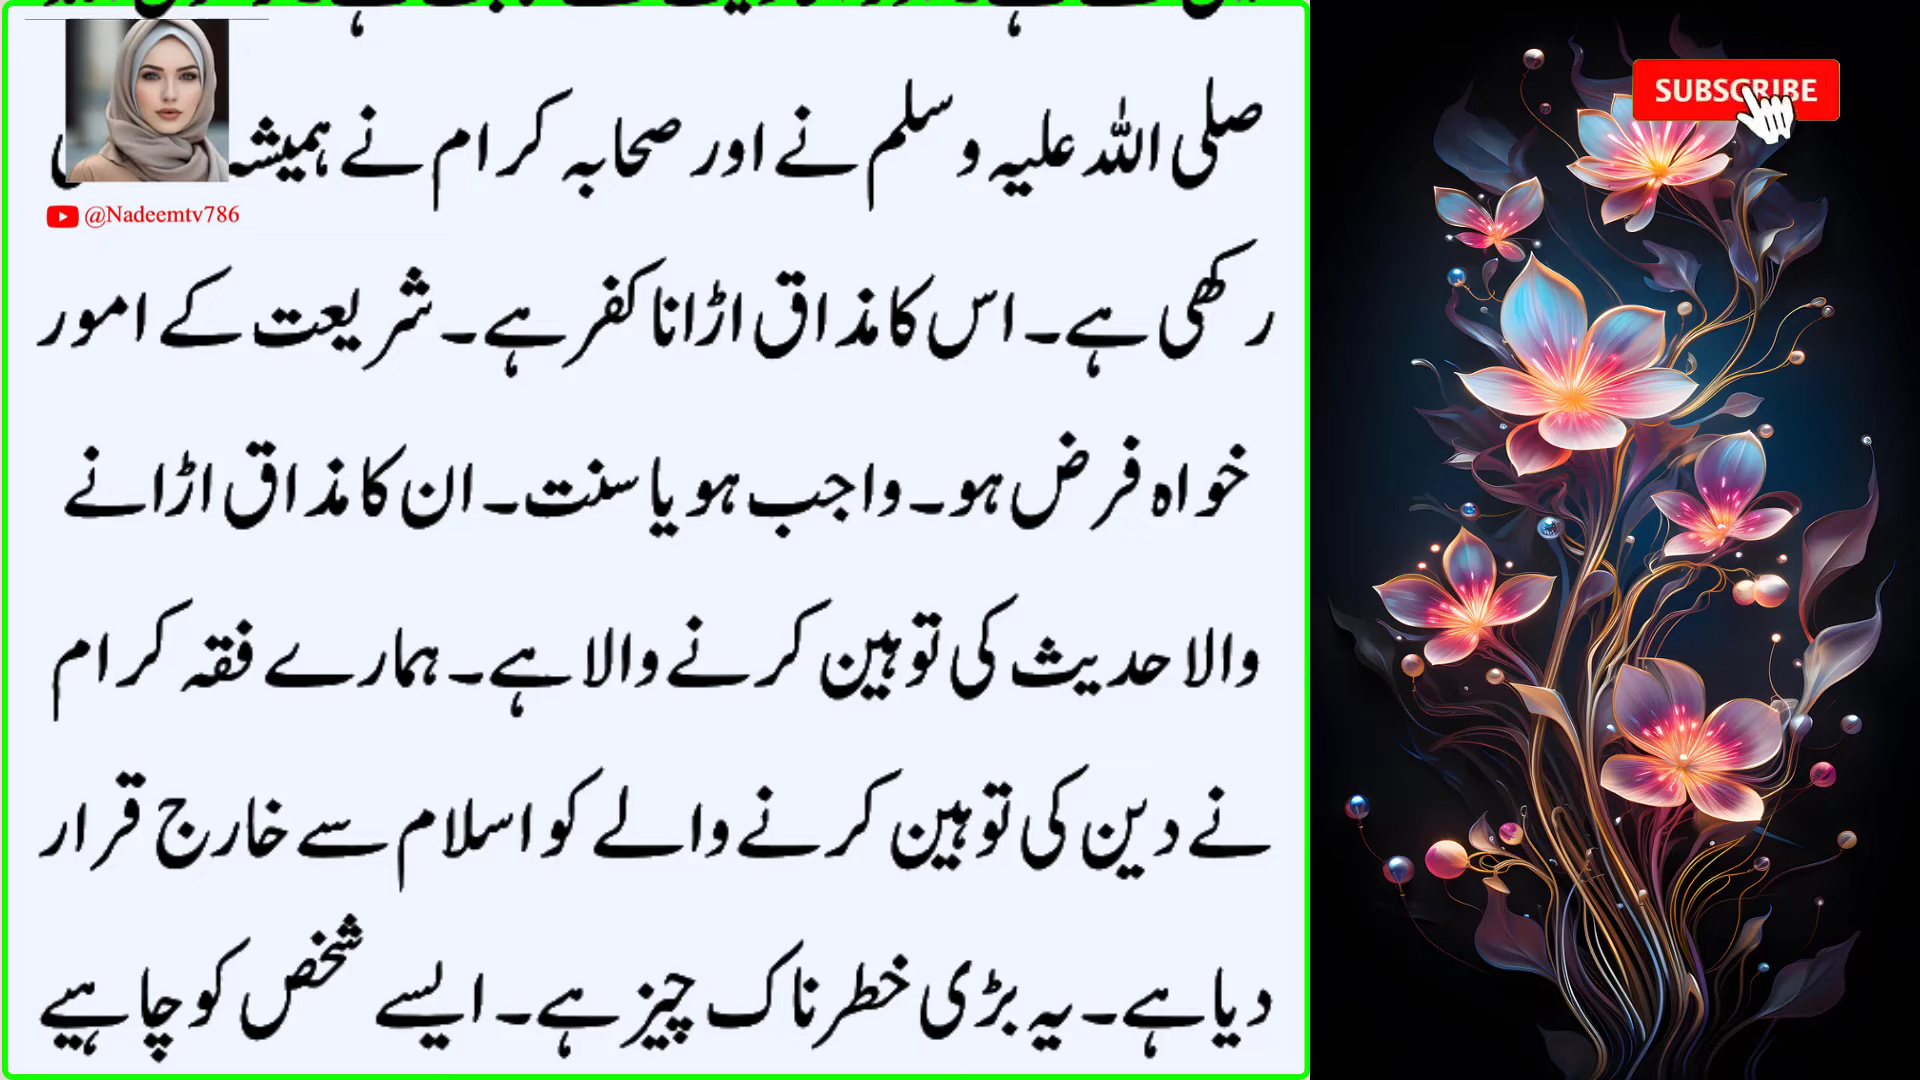 صلی اللہ علیہ وسلم نے اور صحابہ کرام نے ہمیشہ
رکھی ہے۔ اس کا مذاق اڑانا کفر ہے۔ شریعت کے امور
خواہ فرض ہو۔ واجب ہو یا سنت۔ ان کا مذاق اڑانے
والا حدیث کی توہین کرنے والا ہے۔ ہمارے فقہ کرام
نے دین کی توہین کرنے والے کو اسلام سے خارج قرار
دیا ہے۔ یہ بڑی خطرناک چیز ہے۔ ایسے شخص کو چاہیے
@Nadeemtv786
SUBSCRIBE